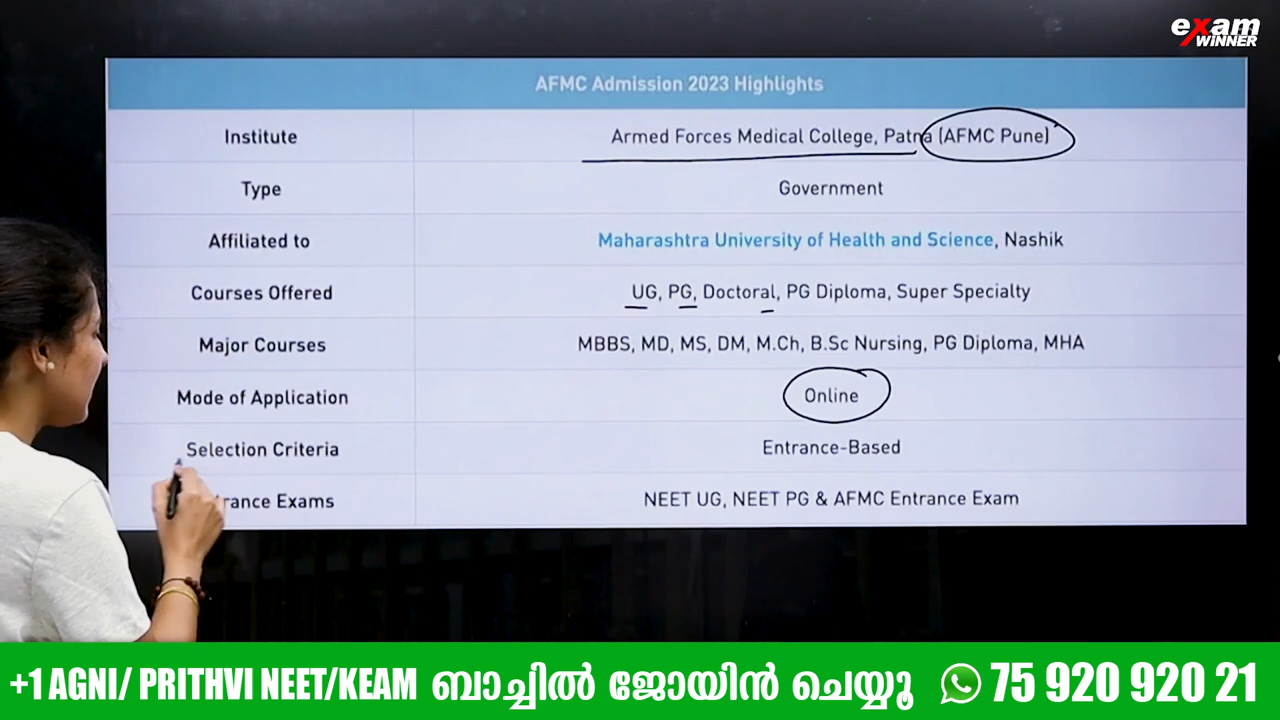 exam
WINNER
AFMC Admission 2023 Highlights
Institute Armed Forces Medical College, Patna (AFMC Pune)
Type Government
Affiliated to Maharashtra University of Health and Science, Nashik
Courses Offered UG, PG, Doctoral, PG Diploma, Super Specialty
Major Courses MBBS, MD, MS, DM, M.Ch, B.Sc Nursing, PG Diploma, MHA
Mode of Application Online
Selection Criteria Entrance-Based
Exams NEET UG, NEET PG & AFMC Entrance Exam
+1 AGNI/ PRITHVI NEET/KEAM ബാച്ചിൽ ജോയിൻ ചെയ്യൂ 75 920 920 21